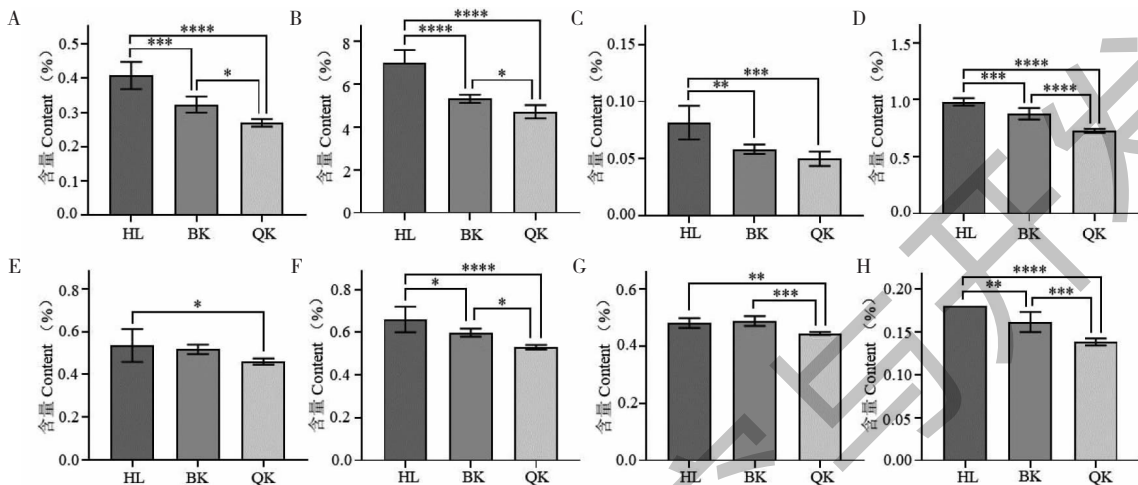 A
含量 Content（%）
0.5
0.4
0.3
0.2
0.1
0.0
****
***
*
HL BK QK
B
含量 Content（%）
8
6
4
2
0
****
****
*
HL BK QK
C
含量 Content（%）
0.15
0.10
0.05
0.00
***
**
HL BK QK
D
含量 Content（%）
1.5
1.0
0.5
0.0
****
***
****
HL BK QK
E
含量 Content（%）
0.8
0.6
0.4
0.2
0.0
*
HL BK QK
F
含量 Content（%）
0.8
0.6
0.4
0.2
0.0
****
*
*
HL BK QK
G
含量 Content（%）
0.6
0.4
0.2
0.0
**
***
HL BK QK
H
含量 Content（%）
0.20
0.15
0.10
0.05
0.00
****
**
***
HL BK QK
与开发